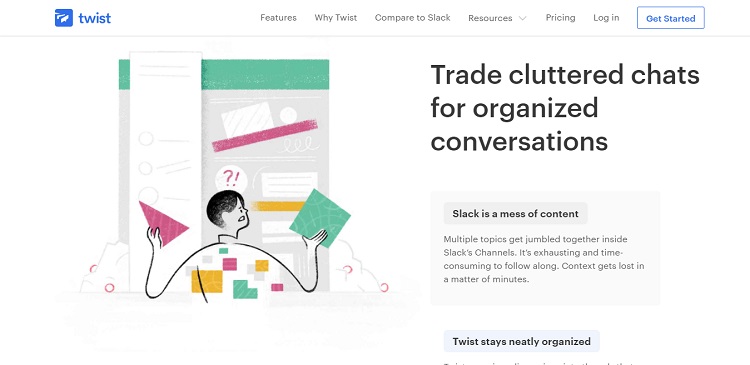 twist
Features
Why Twist
Compare to Slack
Resources
Pricing
Log in
Get Started
?!
Trade cluttered chats
for organized
conversations
Slack is a mess of content
Multiple topics get jumbled together inside
Slack's Channels. It's exhausting and time-
consuming to follow along. Context gets lost in
a matter of minutes.
Twist stays neatly organized